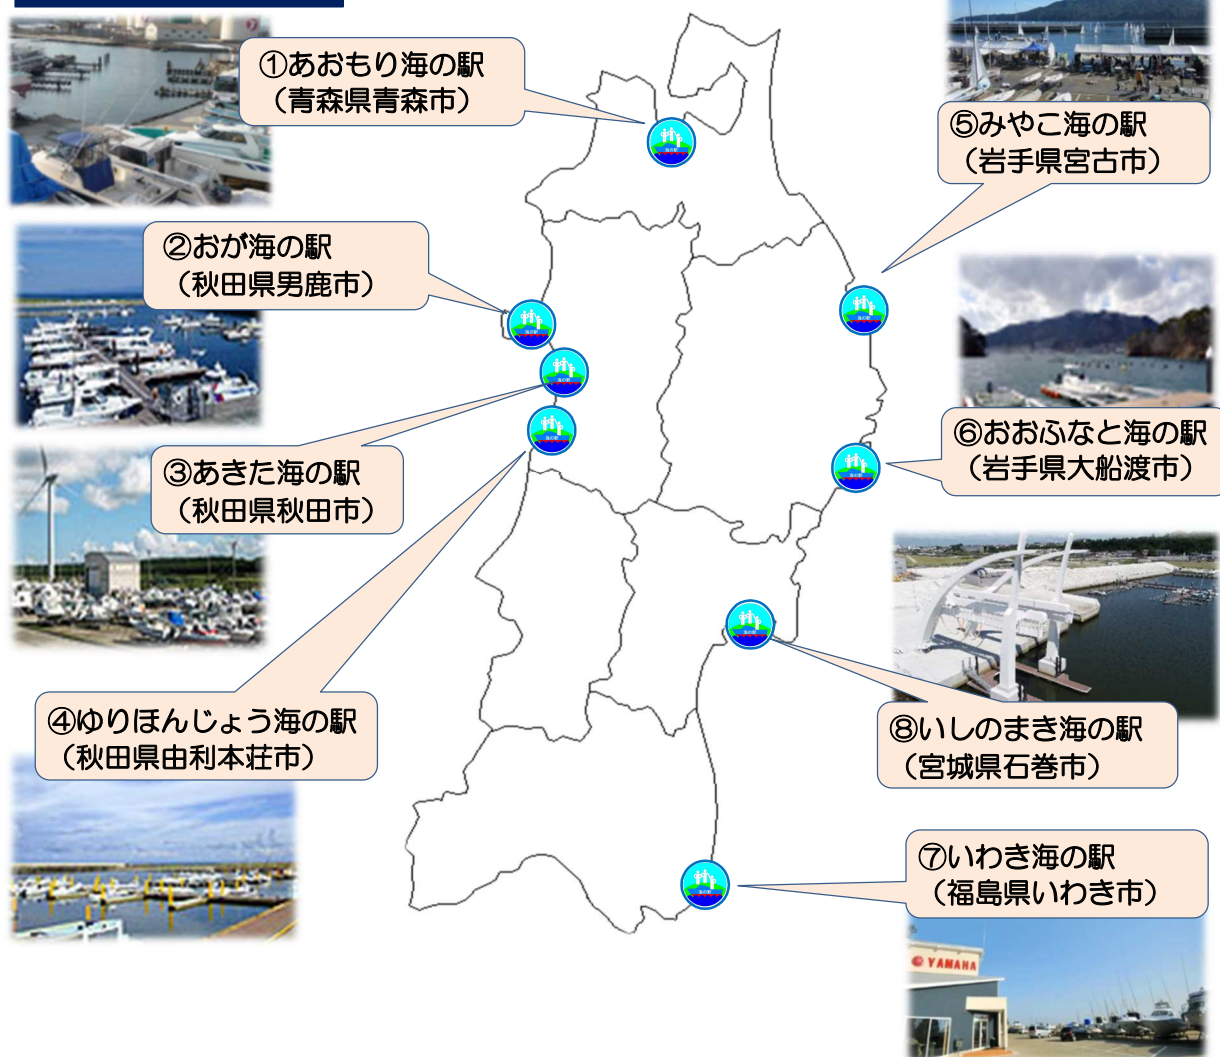 ①あおもり海の駅
（青森県青森市）
②おが海の駅
（秋田県男鹿市）
③あきた海の駅
（秋田県秋田市）
④ゆりほんじょう海の駅
（秋田県由利本荘市）
⑤みやこ海の駅
（岩手県宮古市）
⑥おおふなと海の駅
（岩手県大船渡市）
⑧いしのまき海の駅
（宮城県石巻市）
⑦いわき海の駅
（福島県いわき市）
YAMAHA